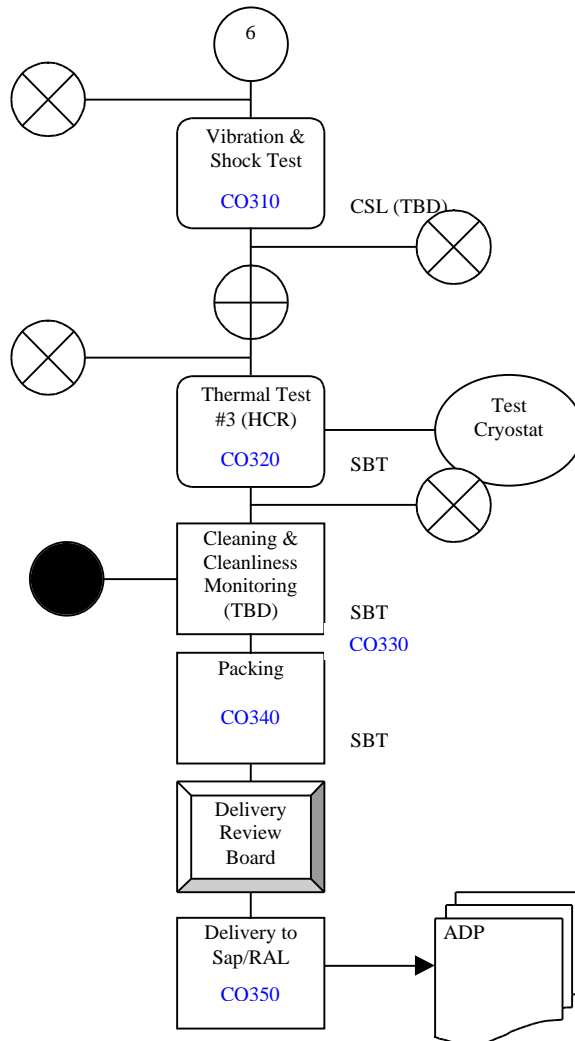 6
Vibration &
Shock Test
CO310
CSL (TBD)
Thermal Test
#3 (HCR)
CO320
SBT
Test
Cryostat
Cleaning &
Cleanliness
Monitoring
(TBD)
SBT
CO330
Packing
CO340
SBT
Delivery
Review
Board
Delivery to
Sap/RAL
CO350
ADP